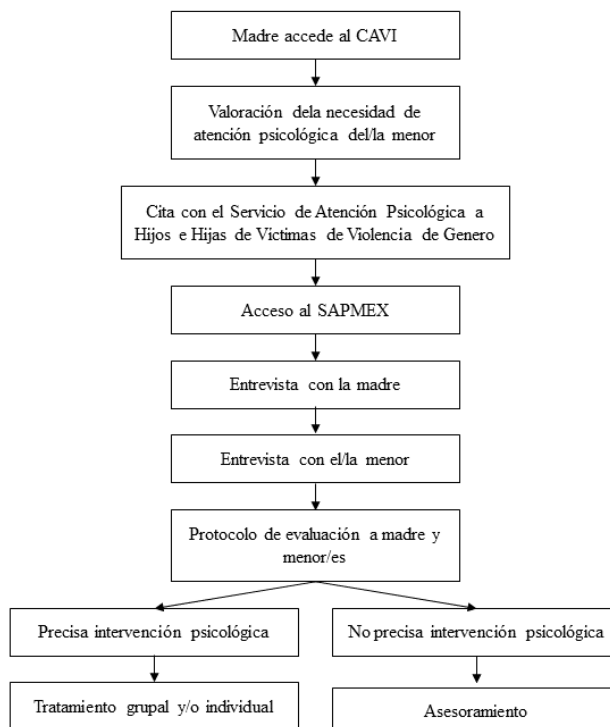 Madre accede al CAVI
Valoración dela necesidad de
atención psicológica del/la menor
Cita con el Servicio de Atención Psicológica a
Hijos e Hijas de Víctimas de Violencia de Genero
Acceso al SAPMEX
Entrevista con la madre
Entrevista con el/la menor
Protocolo de evaluación a madre y
menor/es
Precisa intervención psicológica
No precisa intervención psicológica
Tratamiento grupal y/o individual
Asesoramiento